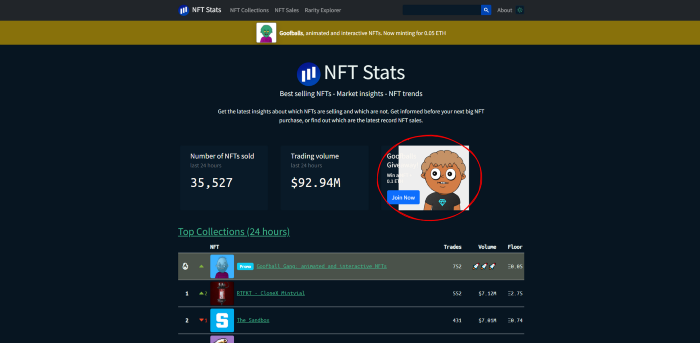 NFT Stats NFT Collections NFT Sales Rarity Explorer About
Goofballs, animated and interactive NFTs. Now minting for 0.05 ETH
NFT Stats
Best selling NFTs - Market insights - NFT trends
Get the latest insights about which NFTs are selling and which are not. Get informed before your next big NFT
purchase, or find out which are the latest record NFT sales.
Number of NFTs sold
last 24 hours
35,527
Trading volume
last 24 hours
$92.94M
Win a
0.1 ET
Join Now
Top Collections (24 hours)
NFT Trades Volume Floor
Promo Goofball Gang, animated and interactive NFTs 752 Ξ0.05
1 2 RTFKT - CloneX Mintvial 552 $7.12M Ξ2.75
2 The Sandbox 431 $7.01M Ξ0.74